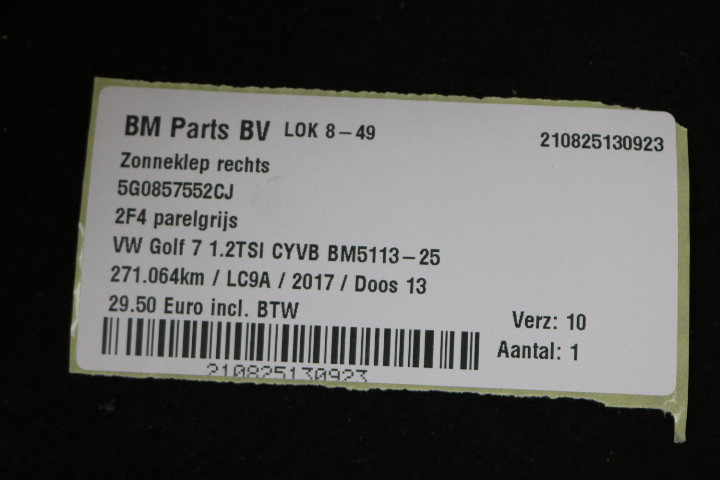 BM Parts BV LOK 8-49 210825130923
Zonneklep rechts
5G0857552CJ
2F4 parelgrijs
VW Golf 7 1.2TSI CYVB BM5113-25
271.064km / LC9A / 2017 / Doos 13
29.50 Euro incl. BTW
Verz: 10
Aantal: 1
210825130923